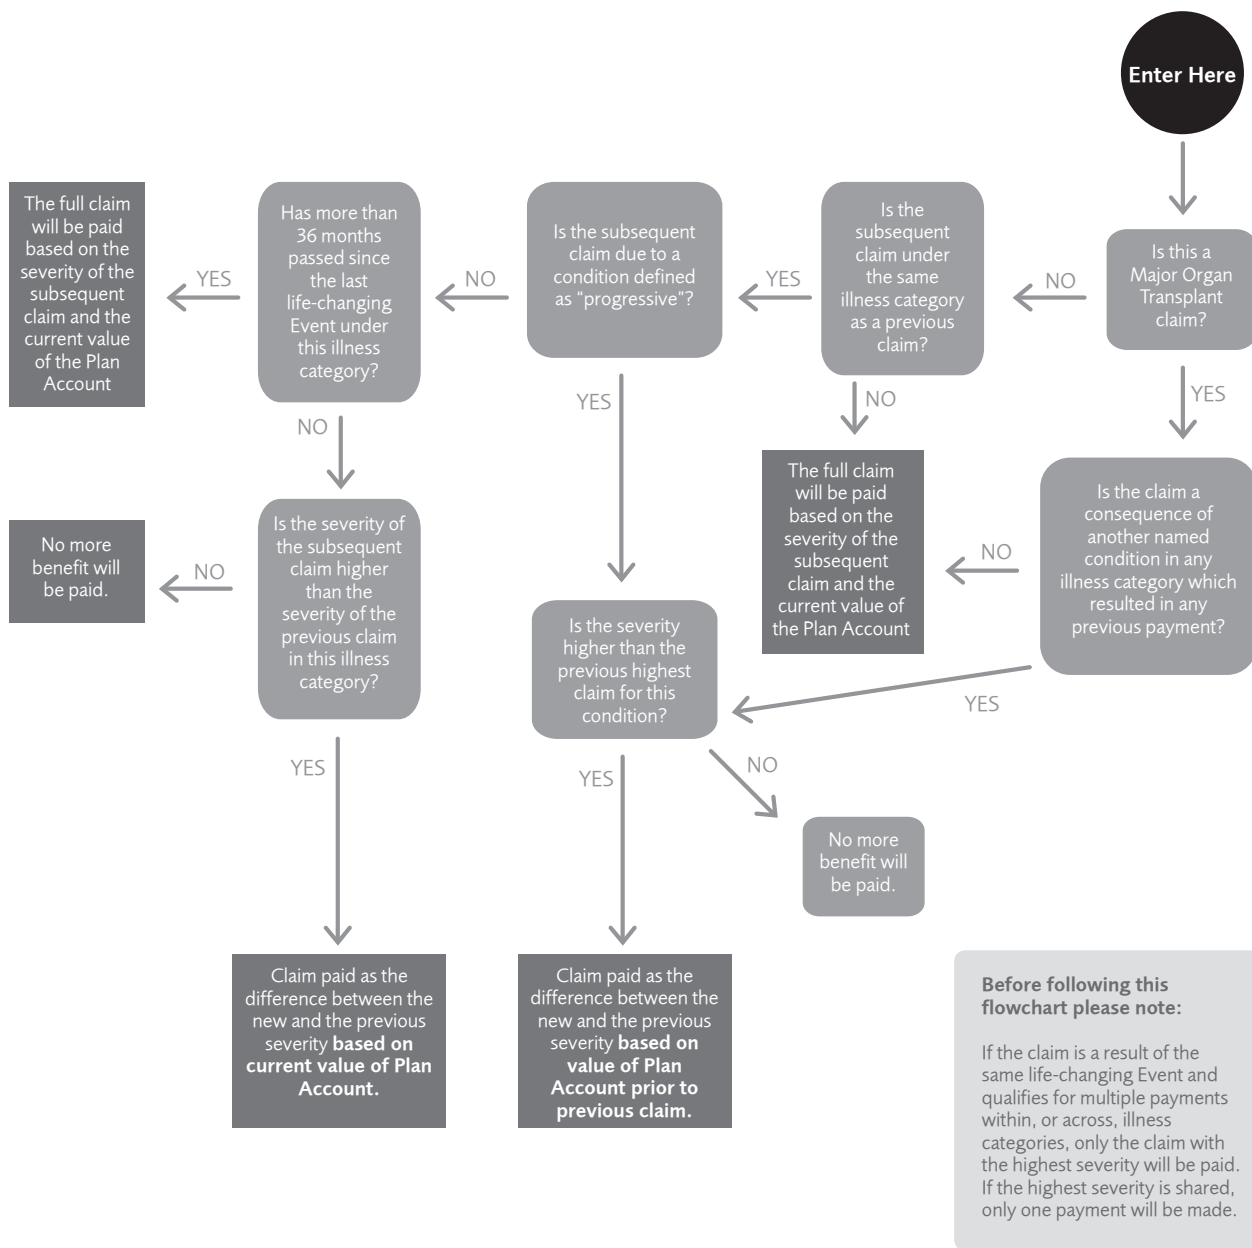 Enter Here
The full claim
will be paid
based on the
severity of the
subsequent
claim and the
current value
of the Plan
Account
YES
Has more than
36 months
passed since
the last
life-changing
Event under
this illness
category?
NO
Is the subsequent
claim due to a
condition defined
as “progressive”?
YES
Is the
subsequent
claim under
the same
illness category
as a previous
claim?
NO
Is this a
Major Organ
Transplant
claim?
NO
YES
NO
YES
No more
benefit will
be paid.
NO
Is the severity of
the subsequent
claim higher
than the
severity of the
previous claim
in this illness
category?
Is the severity
higher than the
previous highest
claim for this
condition?
The full claim
will be paid
based on the
severity of the
subsequent
claim and the
current value of
the Plan Account
NO
Is the claim a
consequence of
another named
condition in any
illness category which
resulted in any
previous payment?
YES
YES
YES
NO
No more
benefit will
be paid.
Claim paid as the
difference between the
new and the previous
severity based on
current value of Plan
Account.
Claim paid as the
difference between the
new and the previous
severity based on
value of Plan
Account prior to
previous claim.
Before following this
flowchart please note:
If the claim is a result of the
same life-changing Event and
qualifies for multiple payments
within, or across, illness
categories, only the claim with
the highest severity will be paid.
If the highest severity is shared,
only one payment will be made.